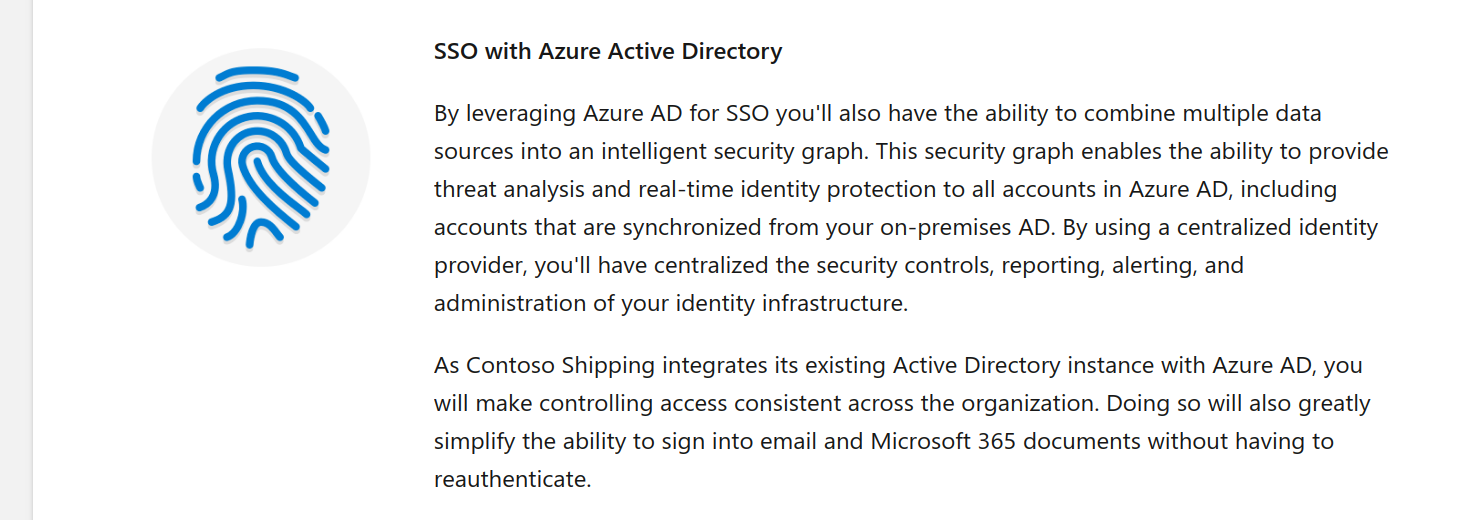 SSO with Azure Active Directory
By leveraging Azure AD for SSO you'll also have the ability to combine multiple data
sources into an intelligent security graph. This security graph enables the ability to provide
threat analysis and real-time identity protection to all accounts in Azure AD, including
accounts that are synchronized from your on-premises AD. By using a centralized identity
provider, you'll have centralized the security controls, reporting, alerting, and
administration of your identity infrastructure.
As Contoso Shipping integrates its existing Active Directory instance with Azure AD, you
will make controlling access consistent across the organization. Doing so will also greatly
simplify the ability to sign into email and Microsoft 365 documents without having to
reauthenticate.